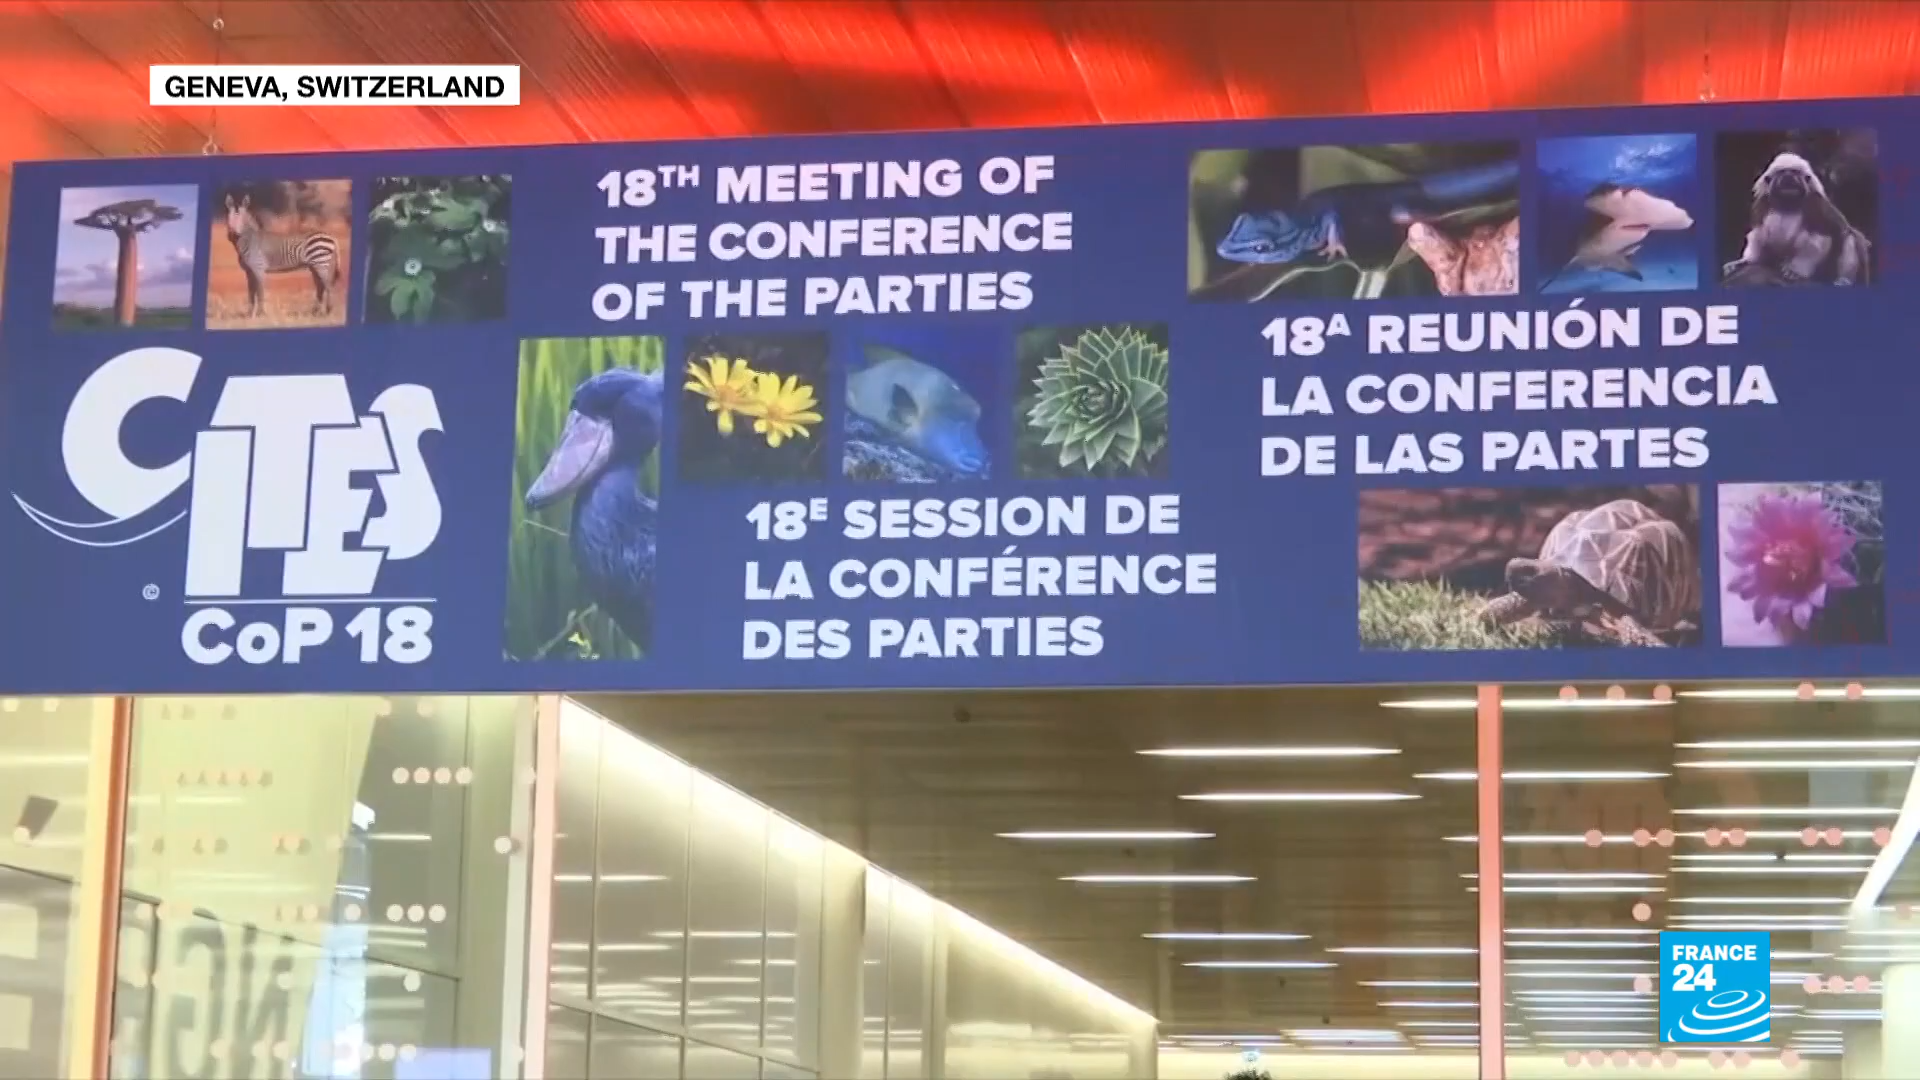 GENEVA, SWITZERLAND
18TH MEETING OF
THE CONFERENCE
OF THE PARTIES
18A REUNIÓN DE
LA CONFERENCIA
DE LAS PARTES
CITES
©
CoP 18
18E SESSION DE
LA CONFÉRENCE
DES PARTIES
FRANCE
24